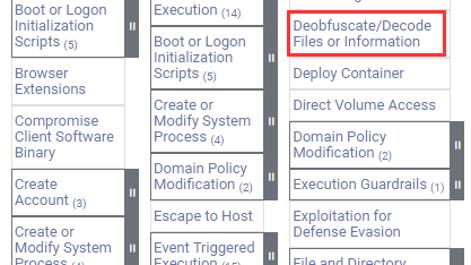 Boot or Logon
Initialization
Scripts (5)
Browser
Extensions
Compromise
Client Software
Binary
Create
Account (3)
Create or
Modify System
Process (4)
Execution (14)
Boot or Logon
Initialization
Scripts (5)
Create or
Modify System
Process (4)
Domain Policy
Modification (2)
Escape to Host
Event Triggered
Execution (15)
Deobfuscate/Decode
Files or Information
Deploy Container
Direct Volume Access
Domain Policy
Modification (2)
Execution Guardrails (1)
Exploitation for
Defense Evasion
File and Directory